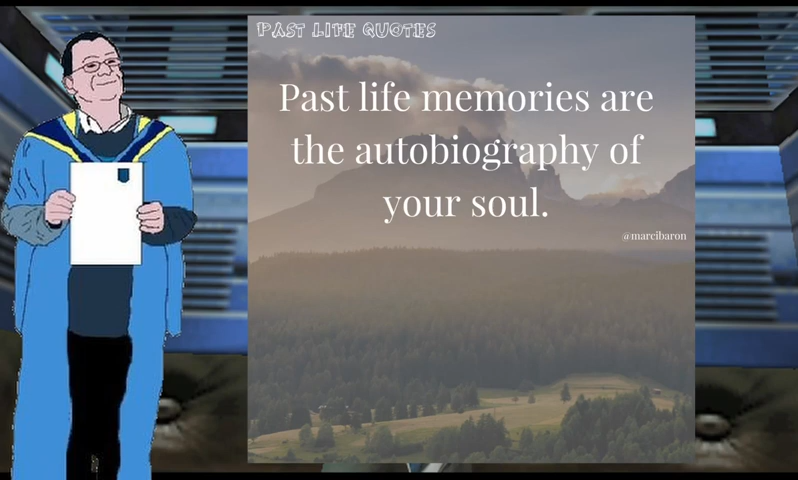 PAST LIFE QUOTES
Past life memories are
the autobiography of
your soul.
@marcibaron